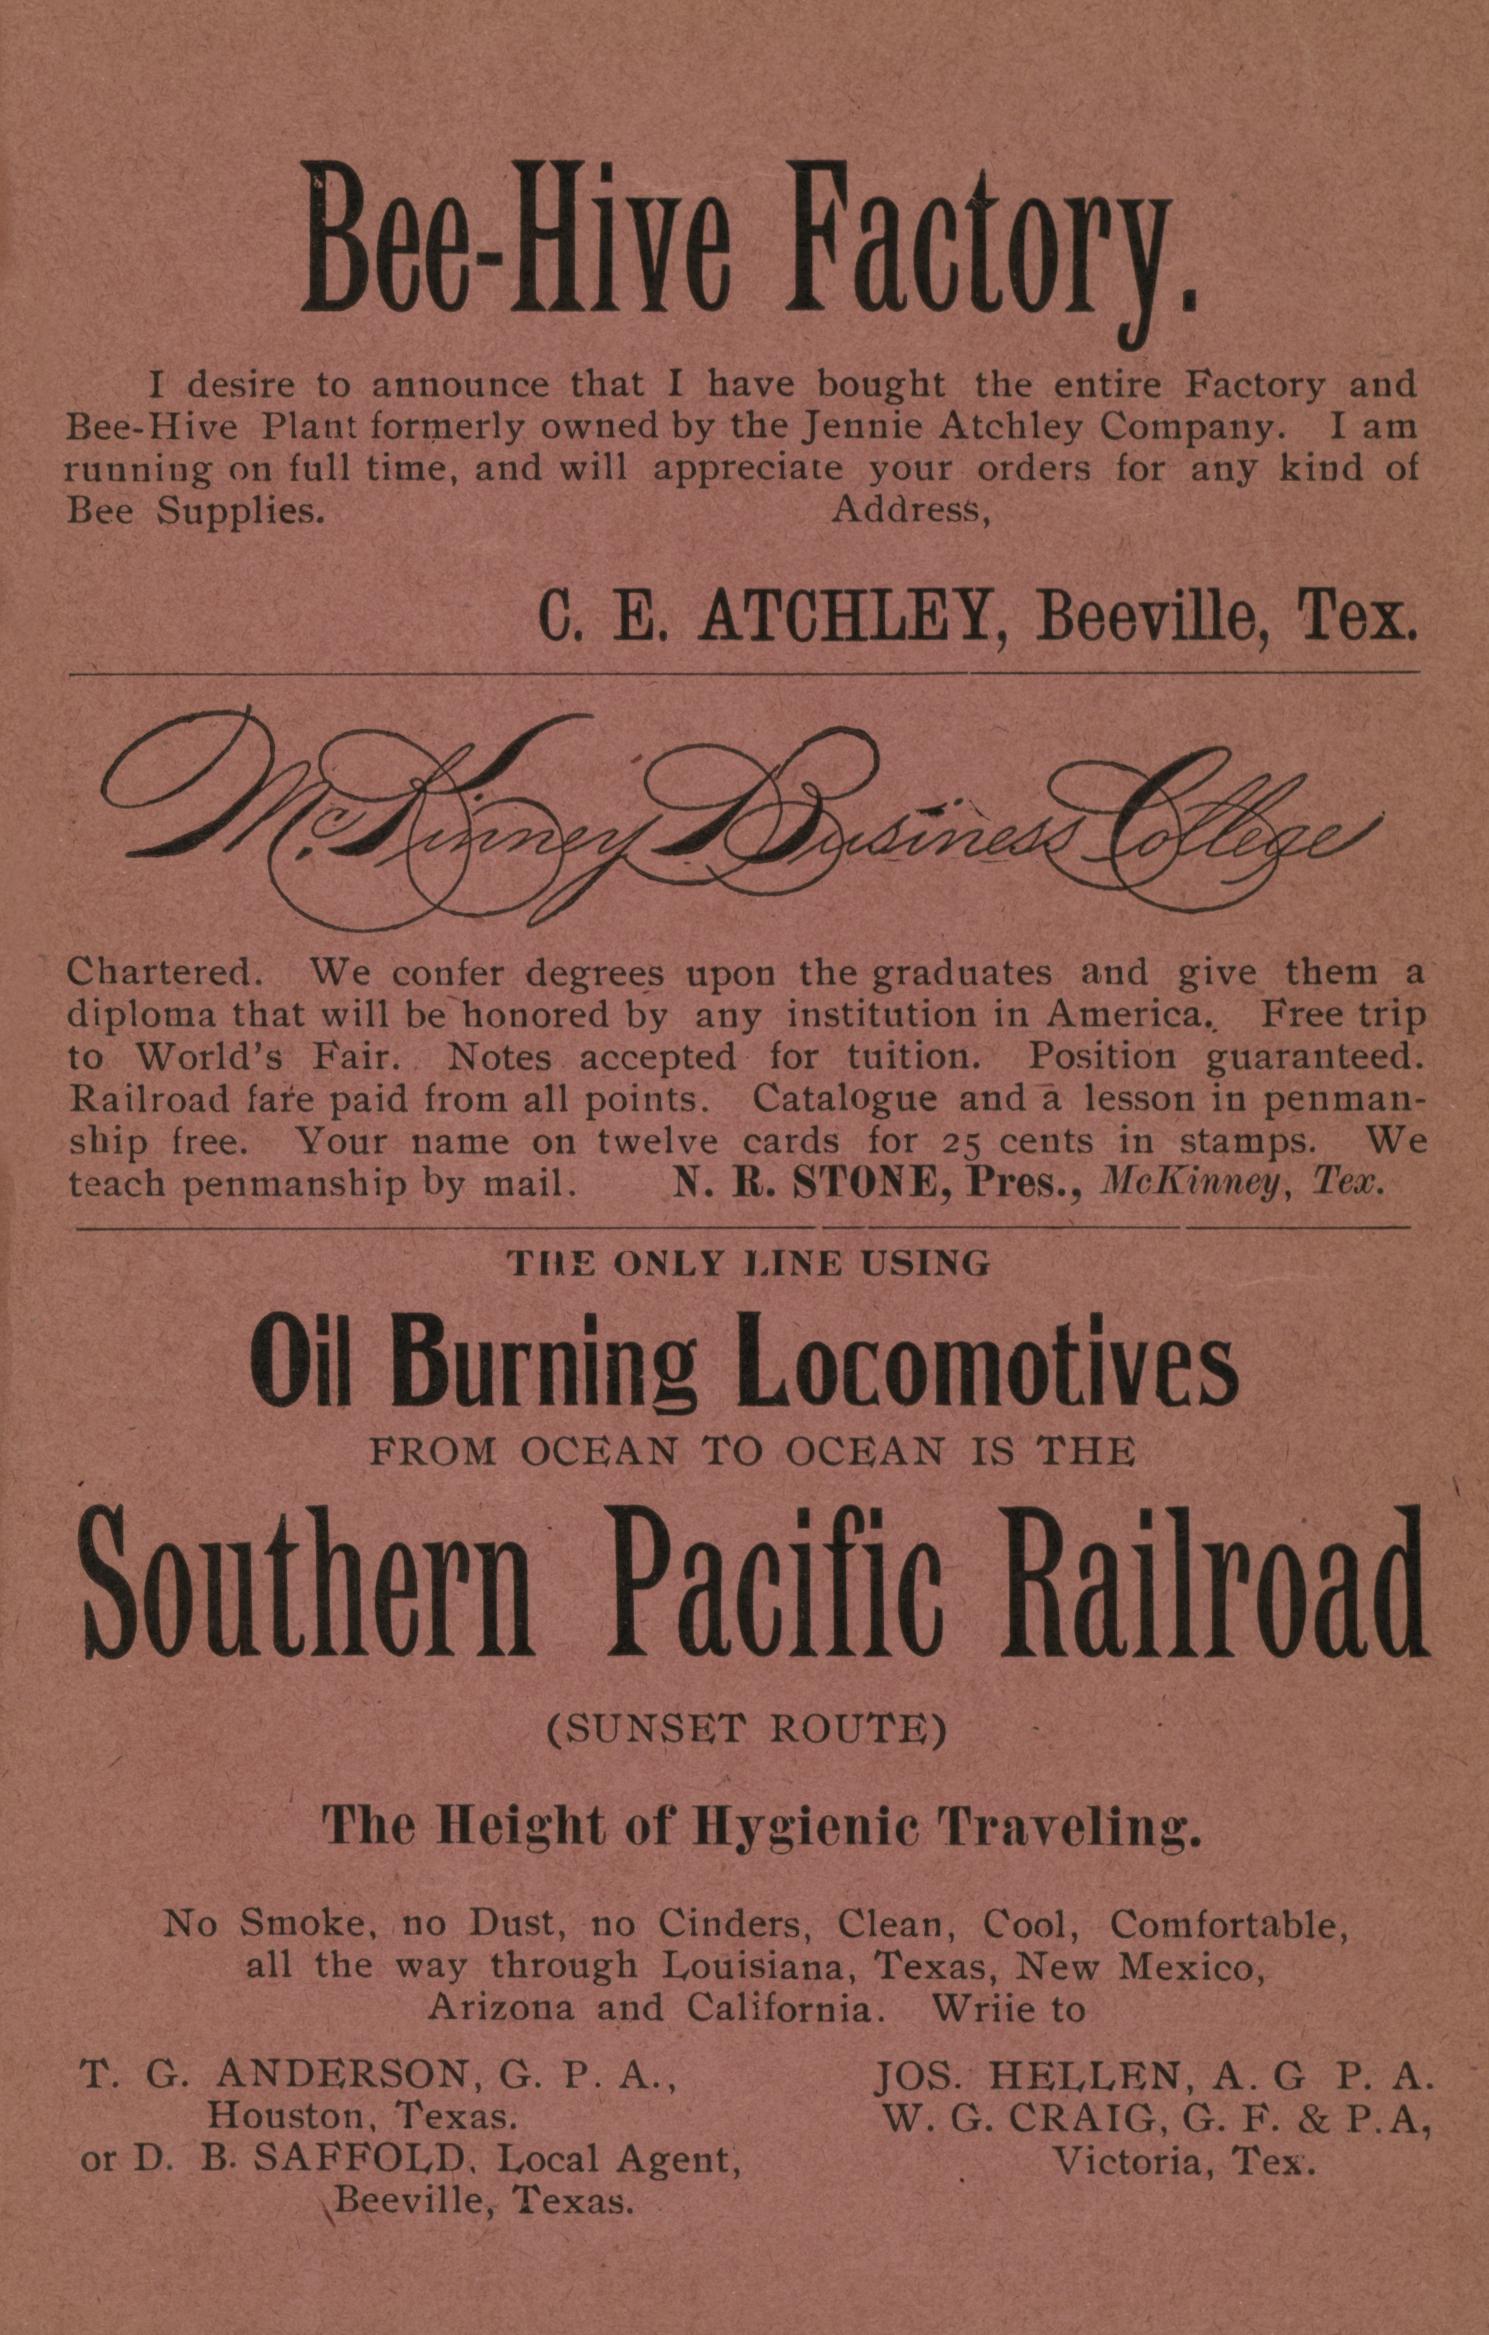 Bee-Hive Factory.
I desire to announce that I have bought the entire Factory and
Bee-Hive Plant formerly owned by the Jennie Atchley Company. I am
running on full time, and will appreciate your orders for any kind of
Bee Supplies. Address,
C. E. ATCHLEY, Beeville, Tex.
McKinney Business College
Chartered. We confer degrees upon the graduates and give them a
diploma that will be honored by any institution in America. Free trip
to World's Fair. Notes accepted for tuition. Position guaranteed.
Railroad fare paid from all points. Catalogue and a lesson in penman-
ship free. Your name on twelve cards for 25 cents in stamps. We
teach penmanship by mail. N. R. STONE, Pres., McKinney, Tex.
THE ONLY LINE USING
Oil Burning Locomotives
FROM OCEAN TO OCEAN IS THE
Southern Pacific Railroad
(SUNSET ROUTE)
The Height of Hygienic Traveling.
No Smoke, no Dust, no Cinders, Clean, Cool, Comfortable,
all the way through Louisiana, Texas, New Mexico,
Arizona and California. Wriie to
T. G. ANDERSON, G. P. A.,
Houston, Texas.
or D. B. SAFFOLD, Local Agent,
Beeville, Texas.
JOS. HELLEN, A. G P. A.
W. G. CRAIG, G. F. & P.A,
Victoria, Tex.